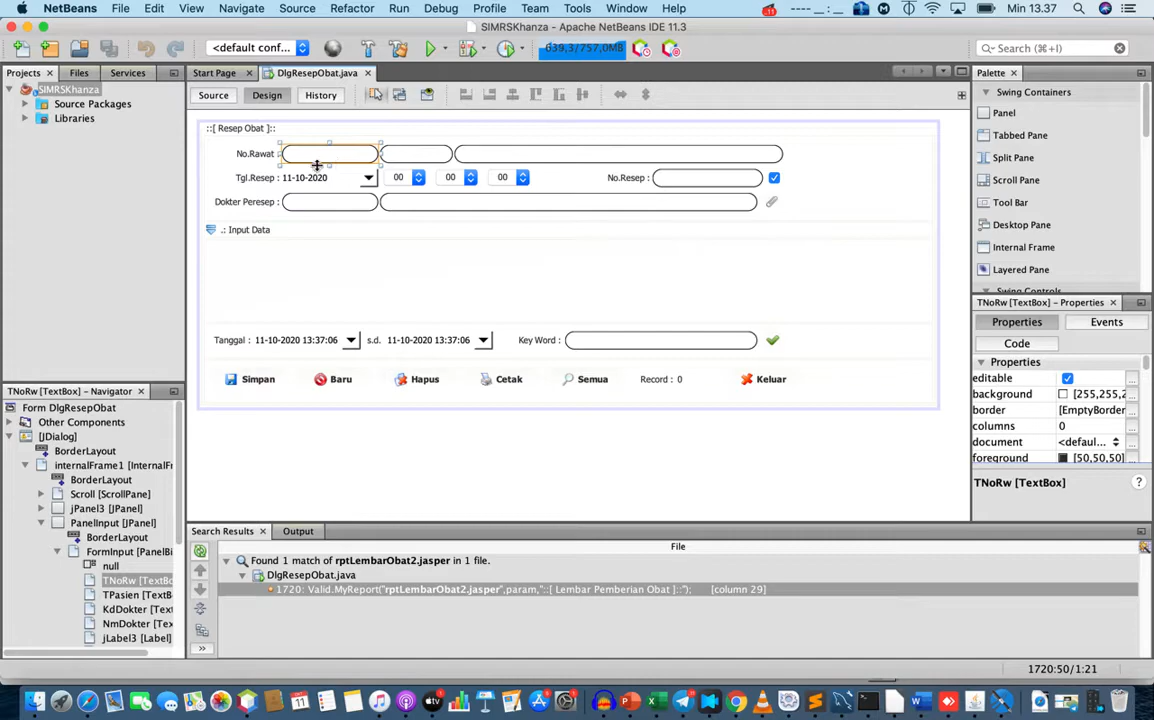 NetBeans File Edit View Navigate Source Refactor Run Debug Profile Team Tools Window Help Min 13.37
SIMRSKhanza - Apache NetBeans IDE 11.3
<default conf... 639,3/757,0MB Search (⌘+I)
Projects Files Services Start Page DlgResepObat.java Palette
SIMRSKhanza
Source Packages
Libraries
Source Design History
Swing Containers
Panel
Tabbed Pane
Split Pane
Scroll Pane
Tool Bar
Desktop Pane
Internal Frame
Layered Pane
::[ Resep Obat ]::
No.Rawat
Tgl.Resep : 11-10-2020 00 00 00 No.Resep :
Dokter Peresep :
.: Input Data
Tanggal : 11-10-2020 13:37:06 s.d. 11-10-2020 13:37:06 Key Word :
Simpan Baru Hapus Cetak Semua Record : 0 Keluar
TNoRw [TextBox] - Properties
Properties Events
Code
Properties
editable
background [255,255,2
border [EmptyBorder
columns 0
document <defaul...
foreground [50,50,50]
TNoRw [TextBox]
TNoRw [TextBox] - Navigator
Form DlgResepObat
Other Components
[JDialog]
BorderLayout
internalFrame1 [InternalFr
BorderLayout
Scroll [ScrollPane]
jPanel3 [JPanel]
PanelInput [JPanel]
BorderLayout
FormInput [PanelBi
null
TNoRw [TextBo
TPasien [TextBo
KdDokter [Text
NmDokter [Text
jLabel3 [Label]
Search Results Output
File
Found 1 match of rptLembarObat2.jasper in 1 file.
DlgResepObat.java
1720: Valid.MyReport("rptLembarObat2.jasper",param,"::[ Lembar Pemberian Obat ]::"); [column 29]
1720:50/1:21